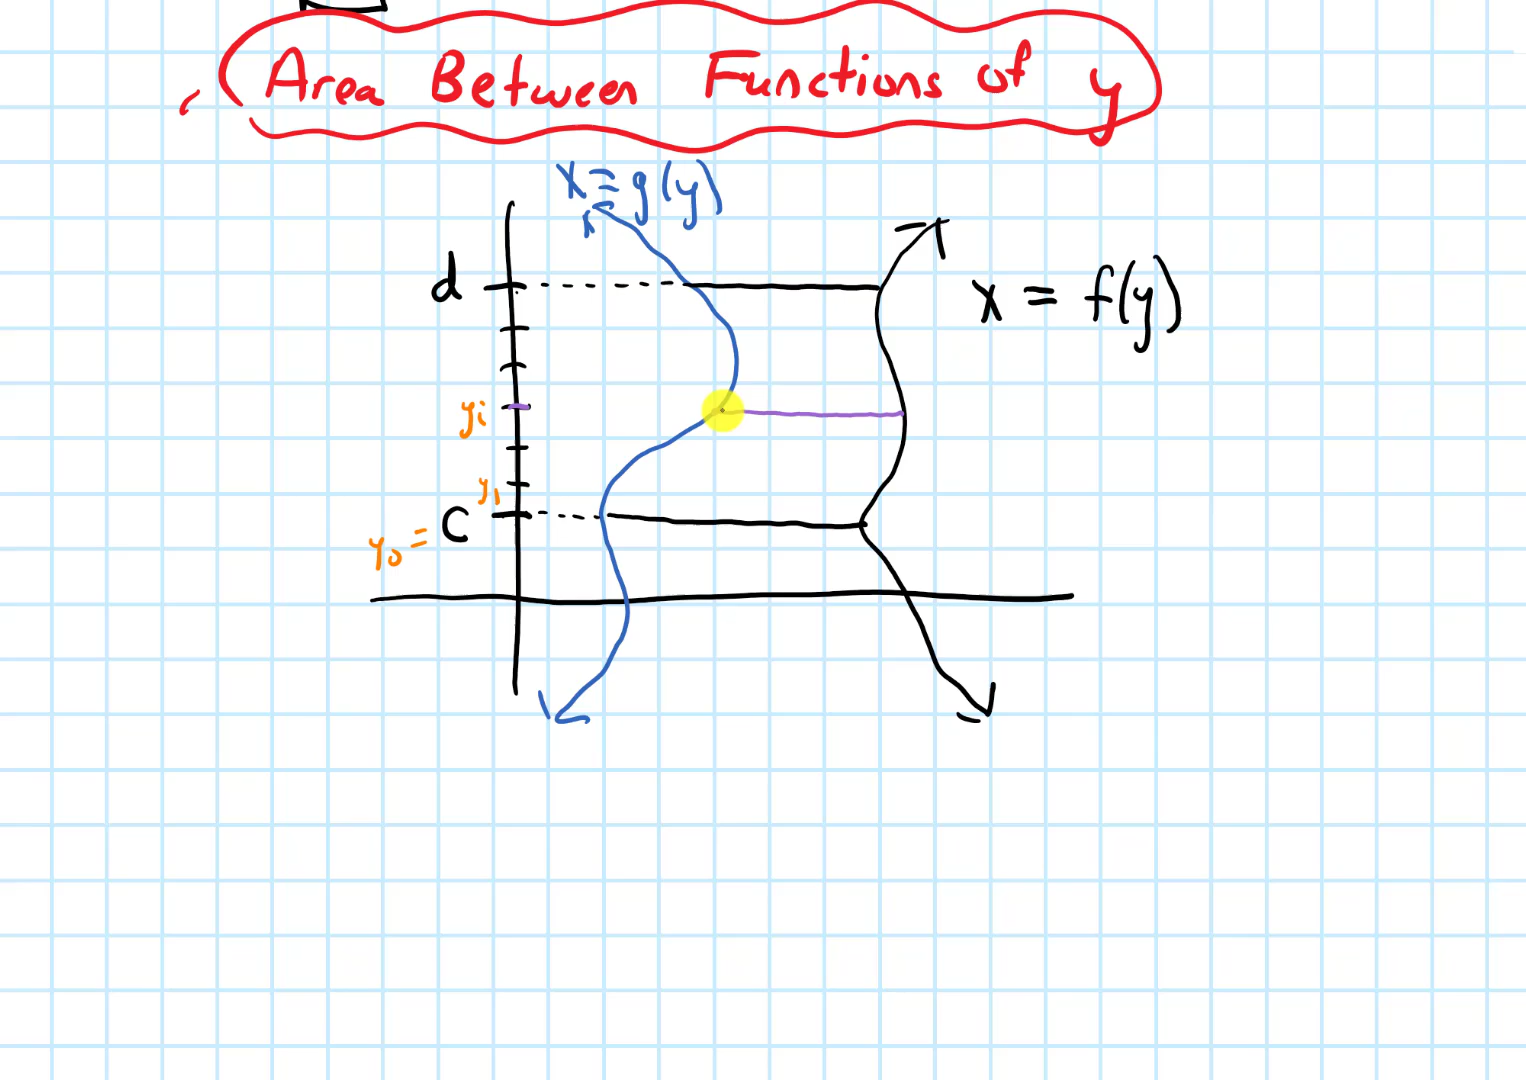 Area Between Functions of y
x = g(y)
d
x = f(y)
yi
y1
y0 = c